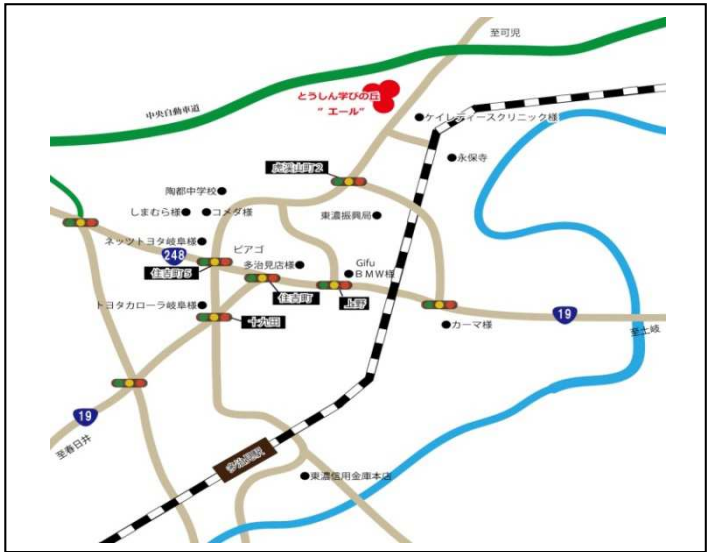 至可児
中央自動車道
とうしん学びの丘
“ エール”
ケイレディースクリニック様
永保寺
虎渓山町2
陶都中学校
しまむら様
コメダ様
東濃振興局
ネッツトヨタ岐阜様
248
ピアゴ
多治見店様
Gifu
BMW様
住吉町5
住吉町
上野
トヨタカローラ岐阜様
十九田
カーマ様
19
至土岐
19
至春日井
多治見駅
東濃信用金庫本店